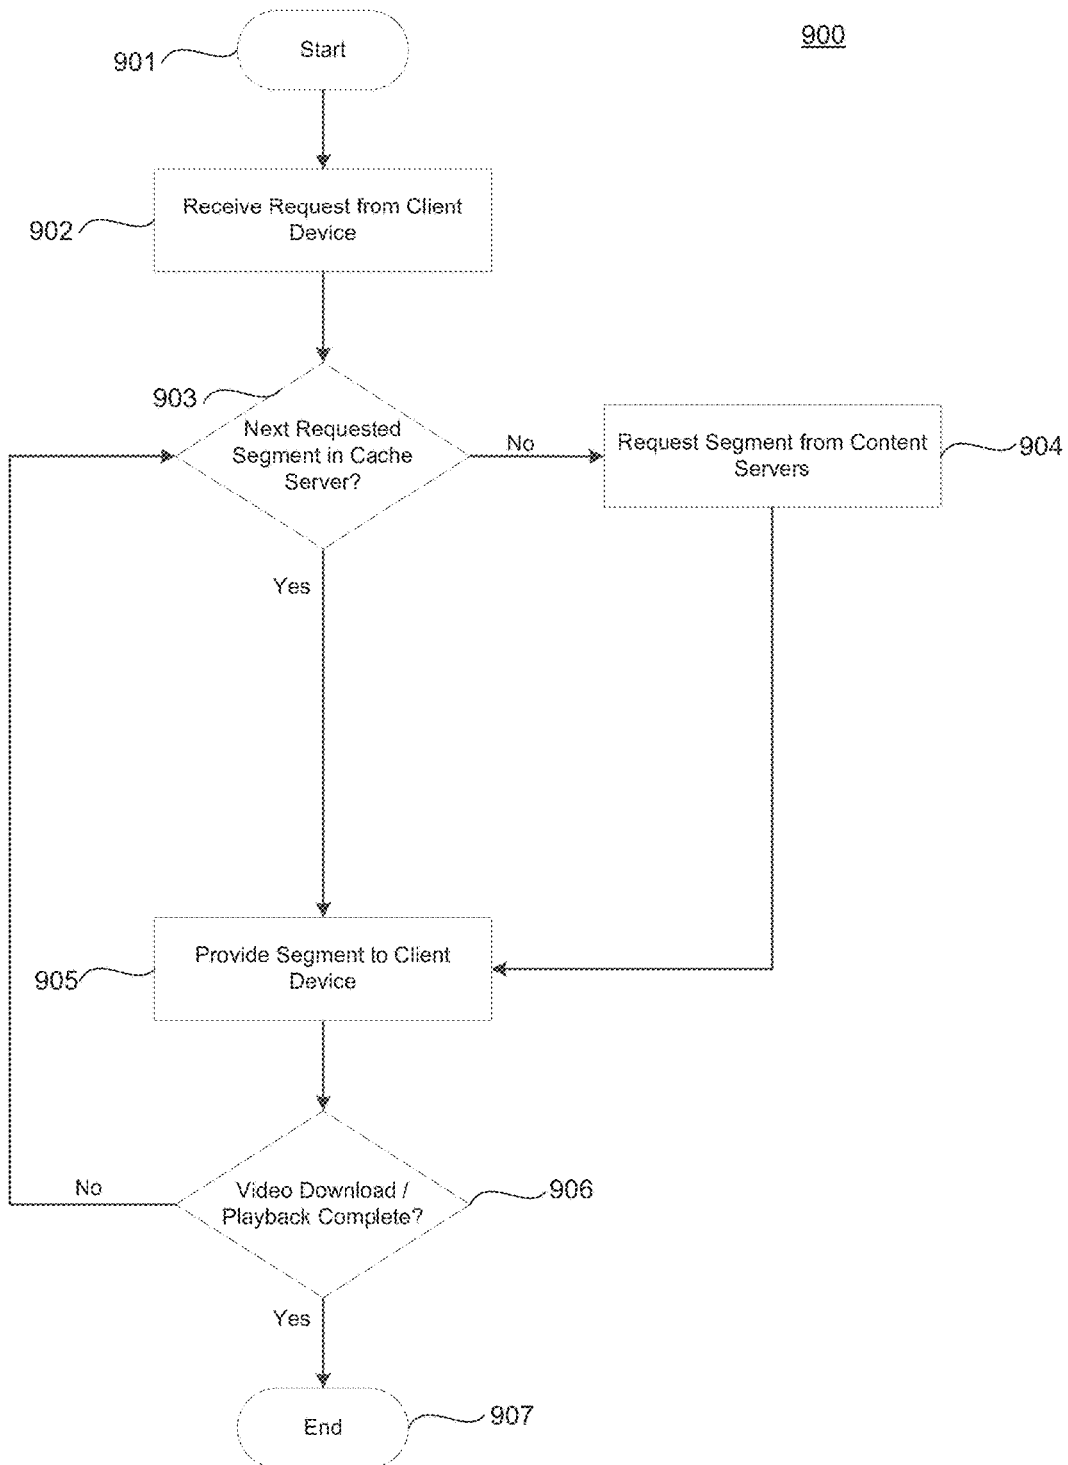 900
901
Start
902
Receive Request from Client
Device
903
Next Requested
Segment in Cache
Server?
No
Request Segment from Content
Servers
904
Yes
905
Provide Segment to Client
Device
No
Video Download /
Playback Complete?
906
Yes
End
907